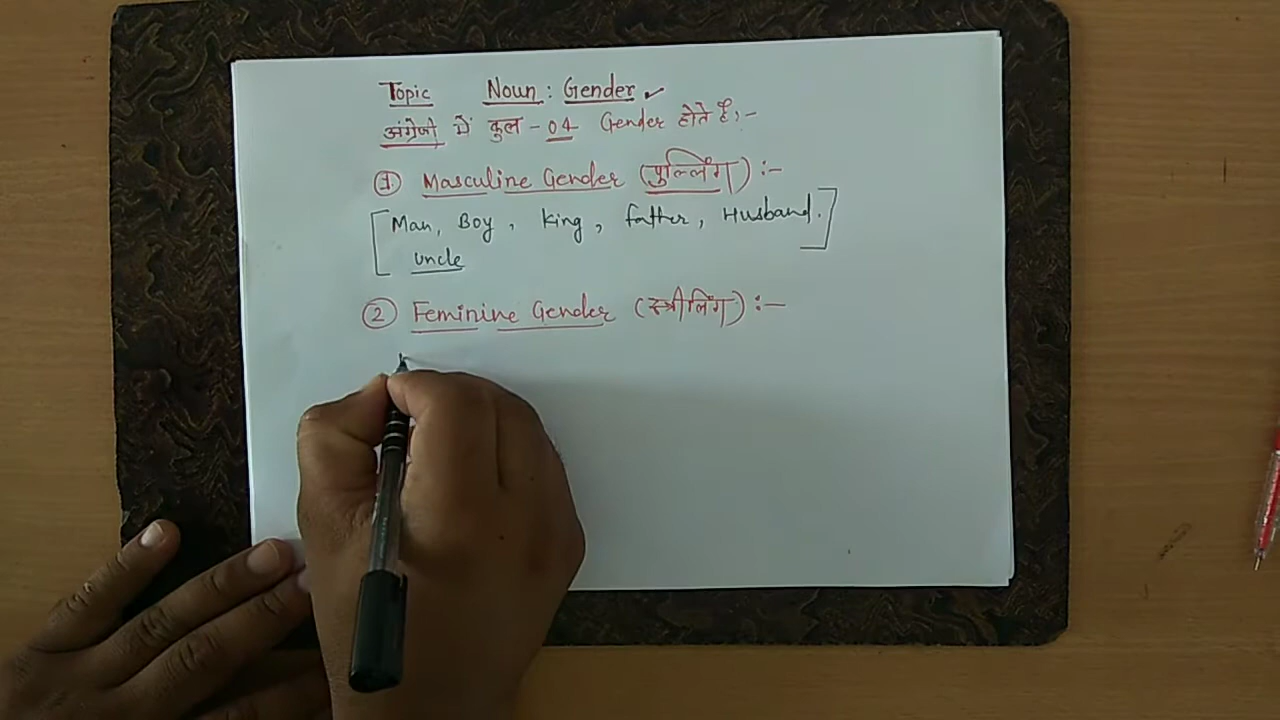 Topic Noun : Gender ✓
अंग्रेजी में कुल - 04 Gender होते है, :-
1. Masculine Gender (पुल्लिंग) :-
Man, Boy, King, Father, Husband.
Uncle
2 Feminine Gender (स्त्रीलिंग) :-